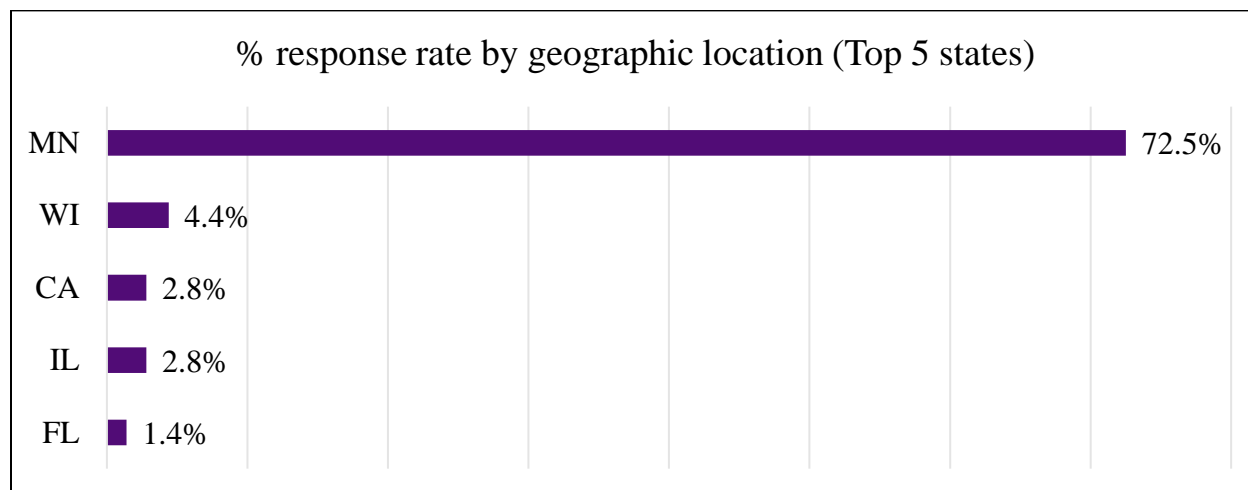 % response rate by geographic location (Top 5 states)
MN 72.5%
WI 4.4%
CA 2.8%
IL 2.8%
FL 1.4%